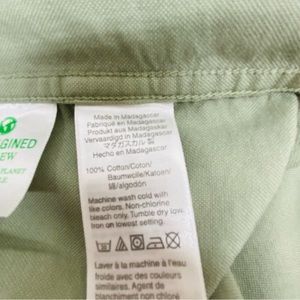 GINED
EW
PLANET
LE.
Made in Madagascar
Fabriqué en Madagascar
Produkt aus Madagaskar
Vervaardigd in Madagascar
マダガスカル製
Hecho en Madagascar
100% Cotton/Coton/
Baumwolle/Katoen/
綿/algodón
Machine wash cold with
like colors. Non-chlorine
bleach only. Tumble dry low.
Iron on lowest setting.
Laver à la machine à l'eau
froide et avec des couleurs
similaires. Agent de
blanchiment non chloré